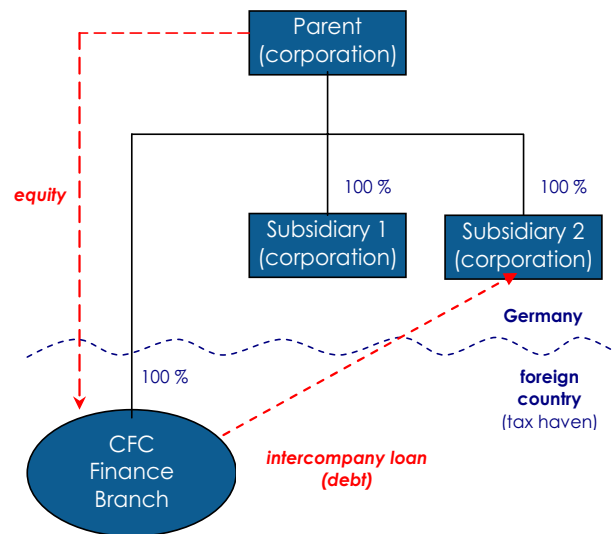 Parent
(corporation)
equity
100 %
100 %
Subsidiary 1
(corporation)
Subsidiary 2
(corporation)
Germany
100 %
foreign
country
(tax haven)
CFC
Finance
Branch
intercompany loan
(debt)